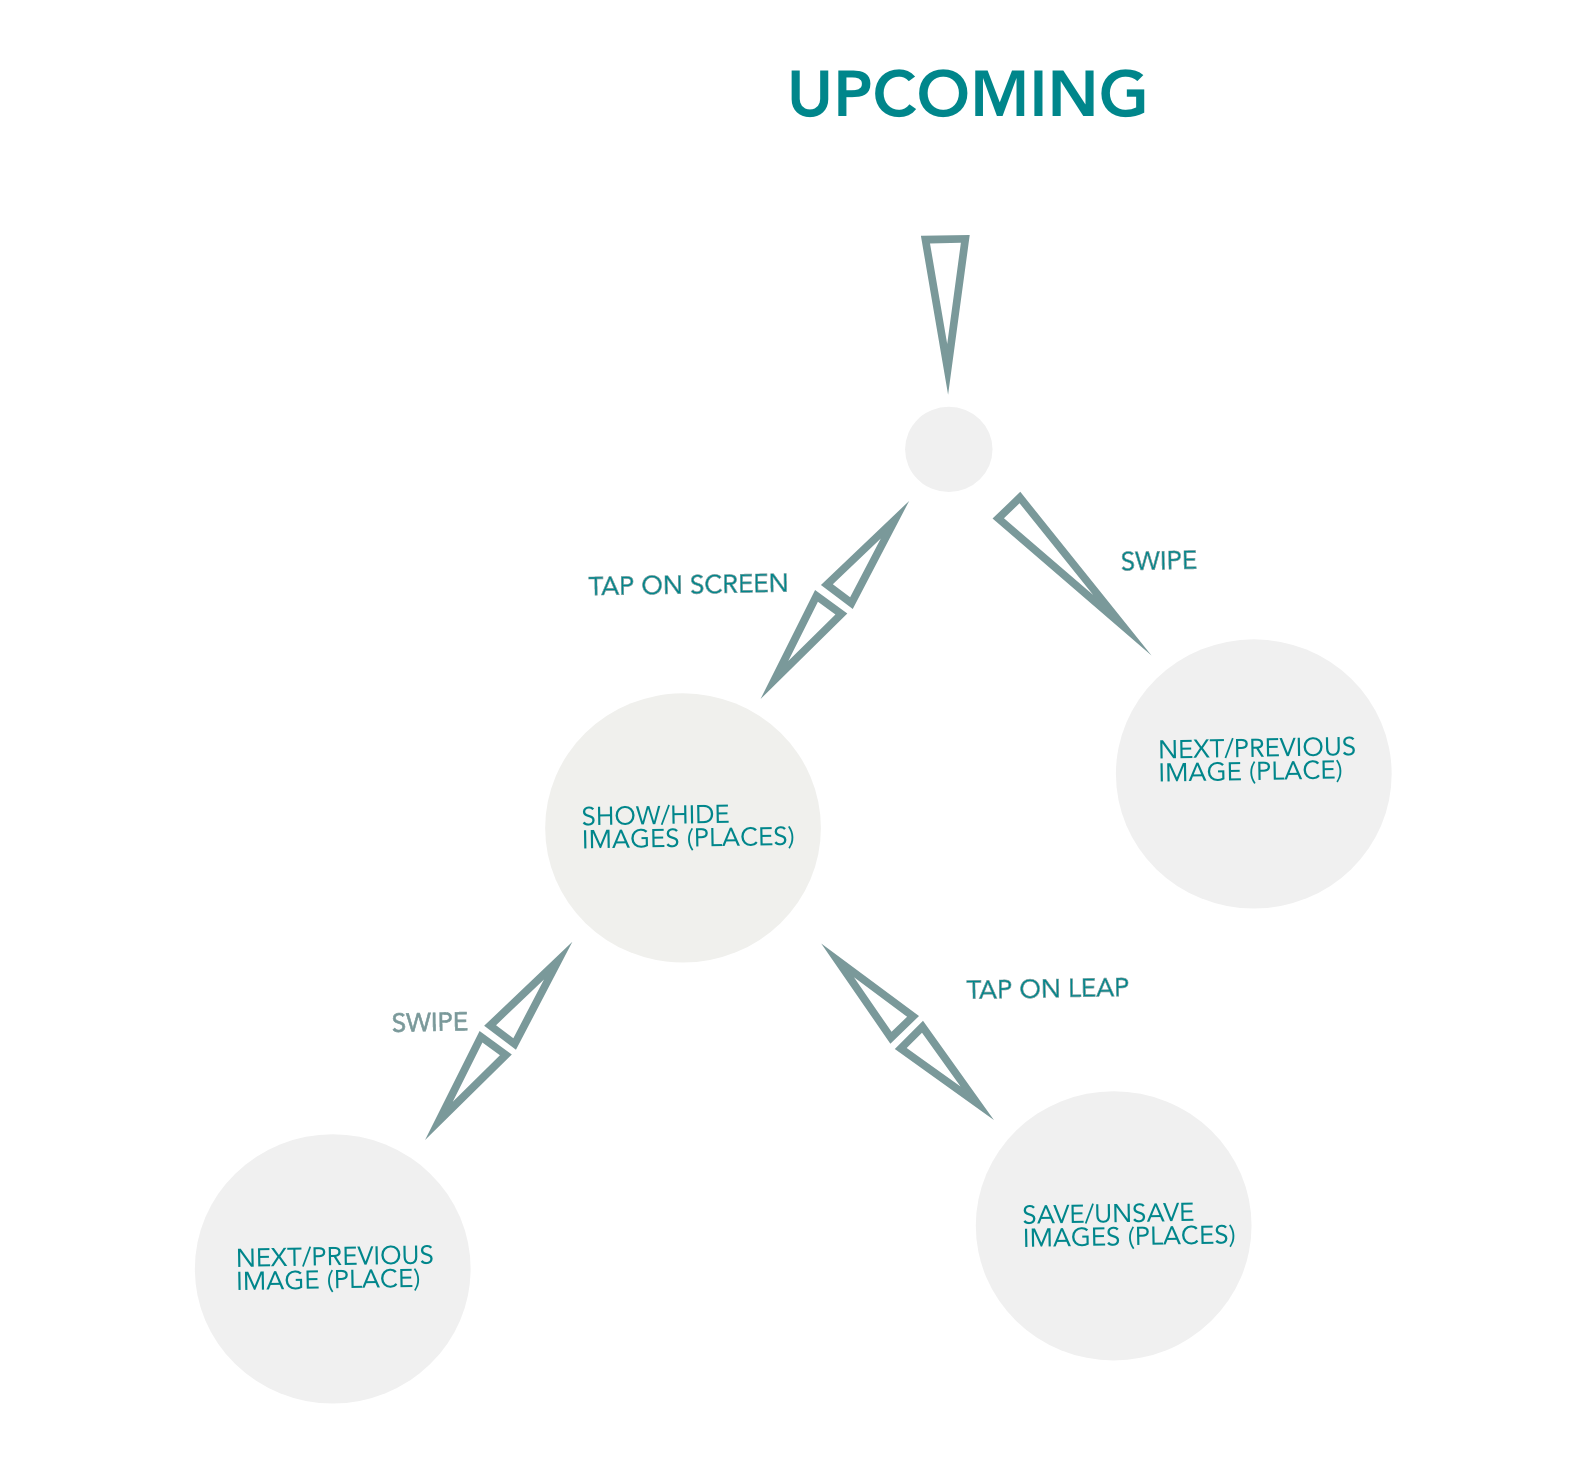 UPCOMING
SWIPE
TAP ON SCREEN
NEXT/PREVIOUS
IMAGE (PLACE)
SHOW/HIDE
IMAGES (PLACES)
TAP ON LEAP
SWIPE
SAVE/UNSAVE
IMAGES (PLACES)
NEXT/PREVIOUS
IMAGE (PLACE)